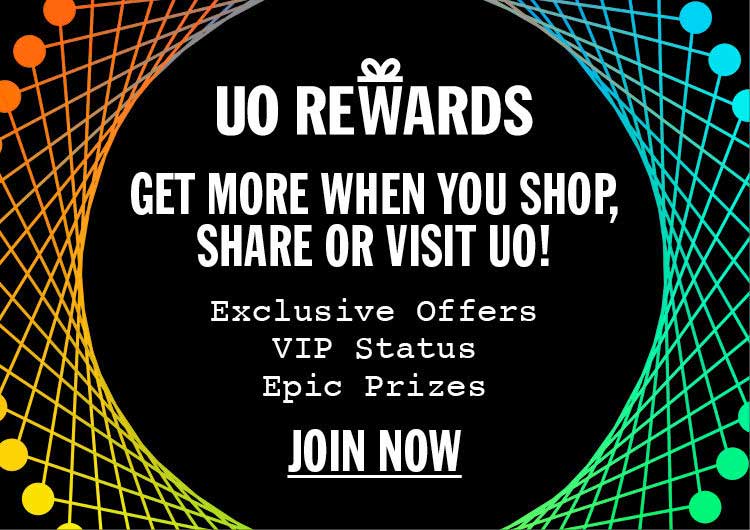 UO REWARDS
GET MORE WHEN YOU SHOP,
SHARE OR VISIT UO!
Exclusive Offers
VIP Status
Epic Prizes
JOIN NOW